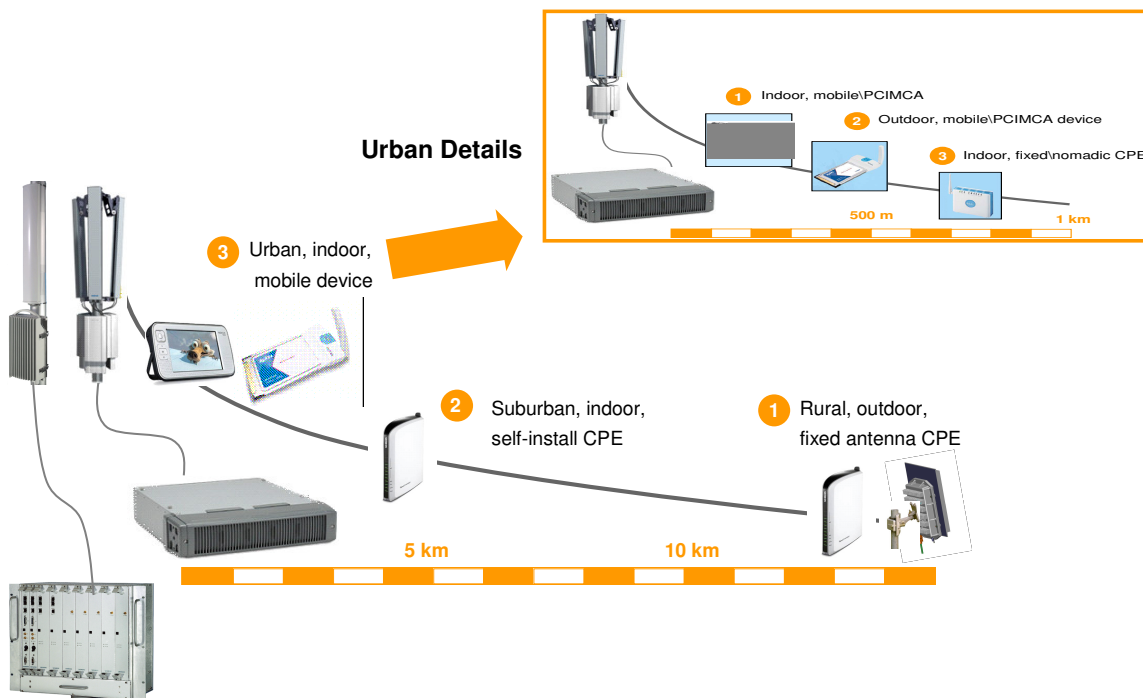 1 Indoor, mobile\PCIMCA
2 Outdoor, mobile\PCIMCA device
3 Indoor, fixed\nomadic CPE
500 m
1 km
Urban Details
3 Urban, indoor,
mobile device
2 Suburban, indoor,
self-install CPE
1 Rural, outdoor,
fixed antenna CPE
5 km
10 km